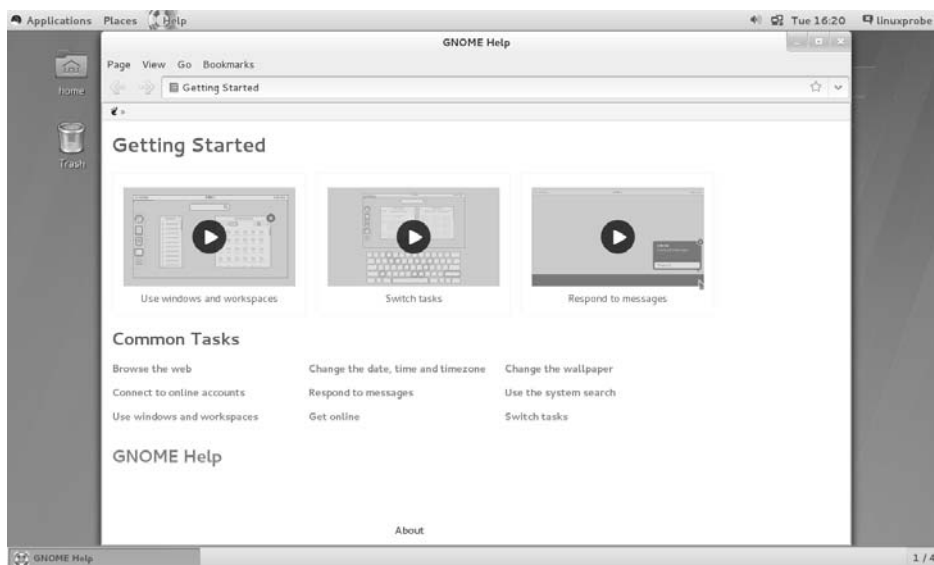 Applications Places Help Tue 16:20 linuxprobe
GNOME Help
Page View Go Bookmarks
home
Getting Started
Trash
Getting Started
Use windows and workspaces Switch tasks Respond to messages
Common Tasks
Browse the web Change the date, time and timezone Change the wallpaper
Connect to online accounts Respond to messages Use the system search
Use windows and workspaces Get online Switch tasks
GNOME Help
About
GNOME Help 1 / 4